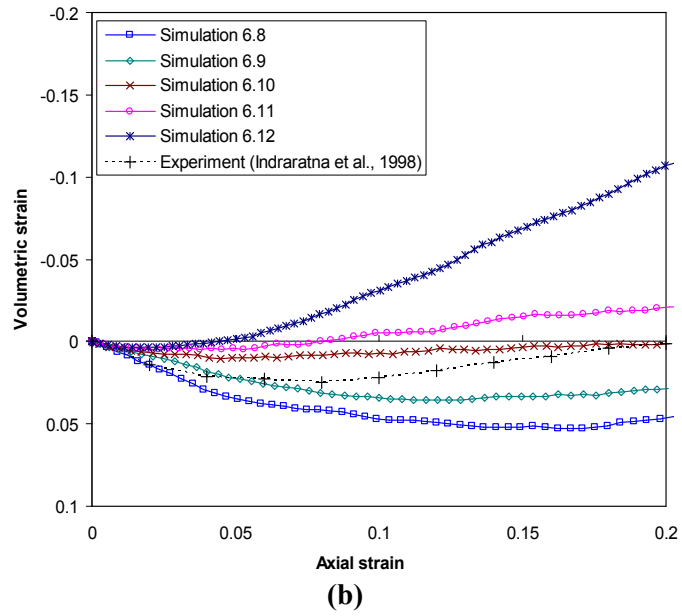 -0.2
-0.15
-0.1
-0.05
0
0.05
0.1
Volumetric strain
Simulation 6.8
Simulation 6.9
Simulation 6.10
Simulation 6.11
Simulation 6.12
Experiment (Indraratna et al., 1998)
0 0.05 0.1 0.15 0.2
Axial strain
(b)